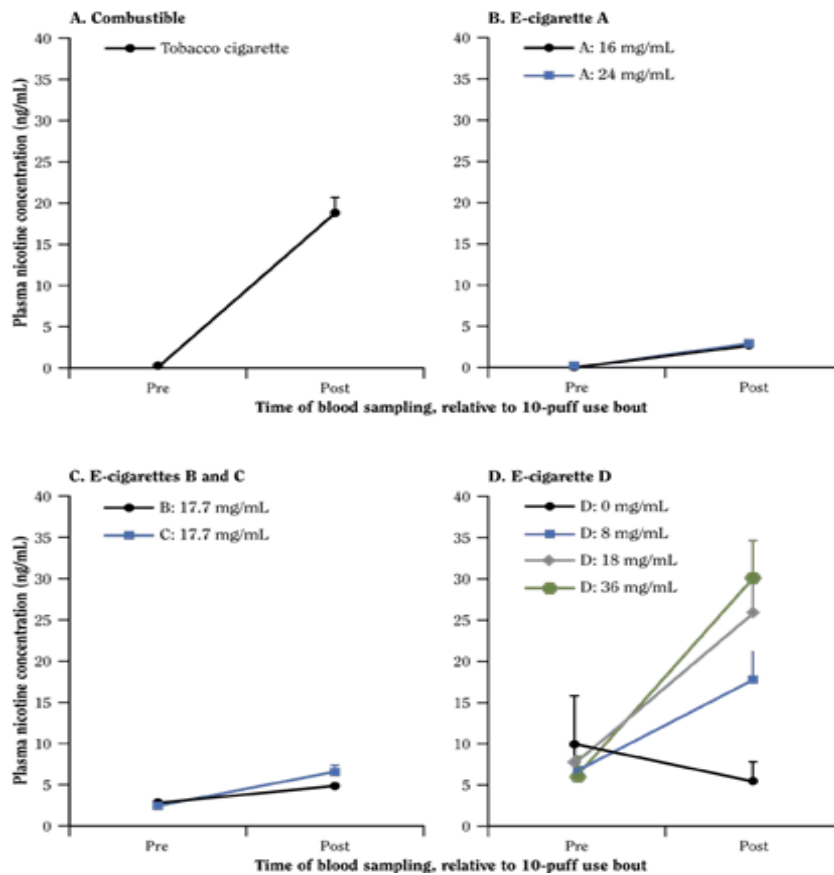 A. Combustible
Tobacco cigarette
Plasma nicotine concentration (ng/mL)
40
35
30
25
20
15
10
5
0
Pre
Post
B. E-cigarette A
A: 16 mg/mL
A: 24 mg/mL
40
35
30
25
20
15
10
5
0
Pre
Post
Time of blood sampling, relative to 10-puff use bout
C. E-cigarettes B and C
B: 17.7 mg/mL
C: 17.7 mg/mL
Plasma nicotine concentration (ng/mL)
40
35
30
25
20
15
10
5
0
Pre
Post
D. E-cigarette D
D: 0 mg/mL
D: 8 mg/mL
D: 18 mg/mL
D: 36 mg/mL
40
35
30
25
20
15
10
5
0
Pre
Post
Time of blood sampling, relative to 10-puff use bout